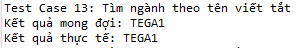 Test Case 13: Tìm ngành theo tên viết tắt
Kết quả mong đợi: TEGA1
Kết quả thực tế: TEGA1